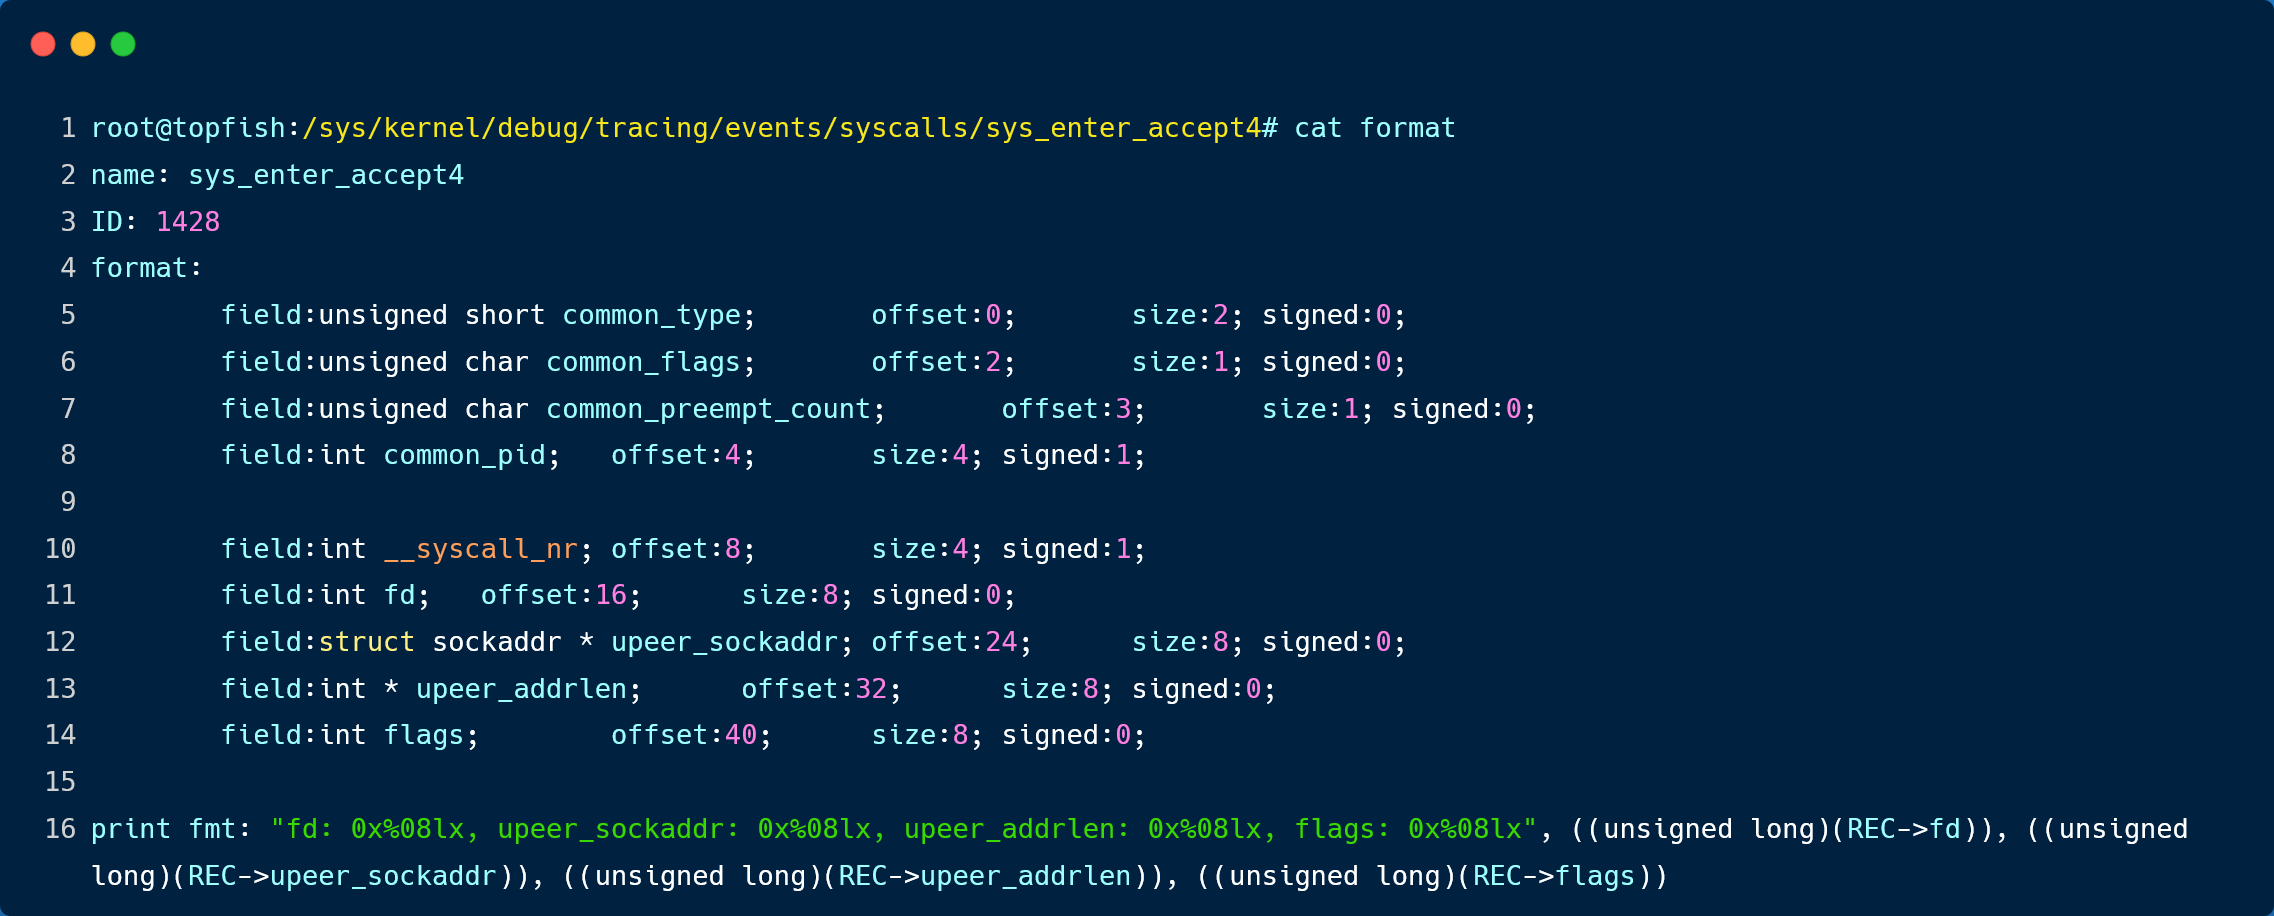 1 root@topfish:/sys/kernel/debug/tracing/events/syscalls/sys_enter_accept4# cat format
2 name: sys_enter_accept4
3 ID: 1428
4 format:
5         field:unsigned short common_type;       offset:0;       size:2; signed:0;
6         field:unsigned char common_flags;       offset:2;       size:1; signed:0;
7         field:unsigned char common_preempt_count;       offset:3;       size:1; signed:0;
8         field:int common_pid;   offset:4;       size:4; signed:1;
9
10         field:int __syscall_nr; offset:8;       size:4; signed:1;
11         field:int fd;   offset:16;      size:8; signed:0;
12         field:struct sockaddr * upeer_sockaddr; offset:24;      size:8; signed:0;
13         field:int * upeer_addrlen;      offset:32;      size:8; signed:0;
14         field:int flags;        offset:40;      size:8; signed:0;
15
16 print fmt: "fd: 0x%08lx, upeer_sockaddr: 0x%08lx, upeer_addrlen: 0x%08lx, flags: 0x%08lx", ((unsigned long)(REC->fd)), ((unsigned
long)(REC->upeer_sockaddr)), ((unsigned long)(REC->upeer_addrlen)), ((unsigned long)(REC->flags))